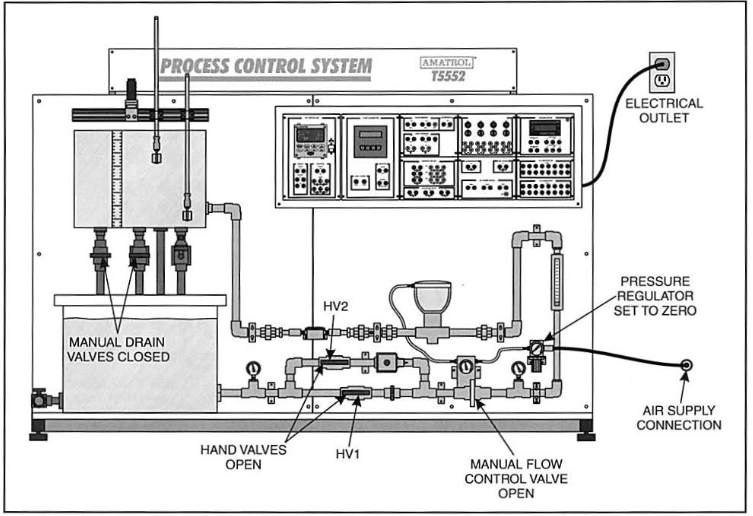 PROCESS CONTROL SYSTEM
AMATROL
T5552
ELECTRICAL
OUTLET
PRESSURE
REGULATOR
SET TO ZERO
HV2
MANUAL DRAIN
VALVES CLOSED
AIR SUPPLY
CONNECTION
HAND VALVES
OPEN
HV1
MANUAL FLOW
CONTROL VALVE
OPEN